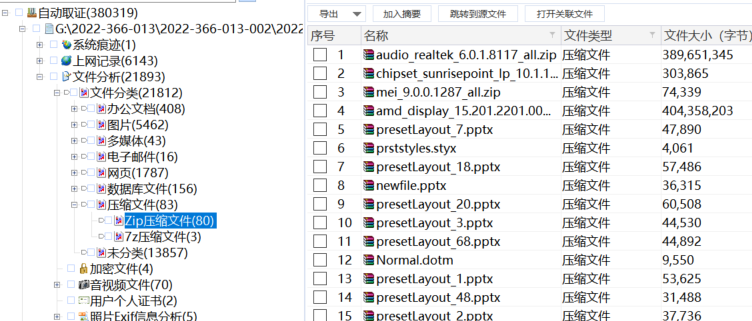 自动取证(380319)
G:\2022-366-013\2022-366-013-002\2022
系统痕迹(1)
上网记录(6143)
文件分析(21893)
文件分类(21812)
办公文档(408)
图片(5462)
多媒体(43)
电子邮件(16)
网页(1787)
数据库文件(156)
压缩文件(83)
Zip压缩文件(80)
7z压缩文件(3)
未分类(13857)
加密文件(4)
音视频文件(70)
用户个人证书(2)
照片Exif信息分析(5)
导出 加入摘要 跳转到源文件 打开关联文件
序号 名称 文件类型 文件大小（字节）
1 audio_realtek_6.0.1.8117_all.zip 压缩文件 389,651,345
2 chipset_sunrisepoint_lp_10.1.1... 压缩文件 303,865
3 mei_9.0.0.1287_all.zip 压缩文件 74,339
4 amd_display_15.201.2201.00... 压缩文件 404,358,203
5 presetLayout_7.pptx 压缩文件 47,890
6 prststyles.styx 压缩文件 4,061
7 presetLayout_18.pptx 压缩文件 57,486
8 newfile.pptx 压缩文件 36,315
9 presetLayout_20.pptx 压缩文件 60,508
10 presetLayout_3.pptx 压缩文件 44,530
11 presetLayout_68.pptx 压缩文件 44,892
12 Normal.dotm 压缩文件 9,550
13 presetLayout_1.pptx 压缩文件 53,625
14 presetLayout_48.pptx 压缩文件 31,488
15 presetLayout_2.pptx 压缩文件 37,736